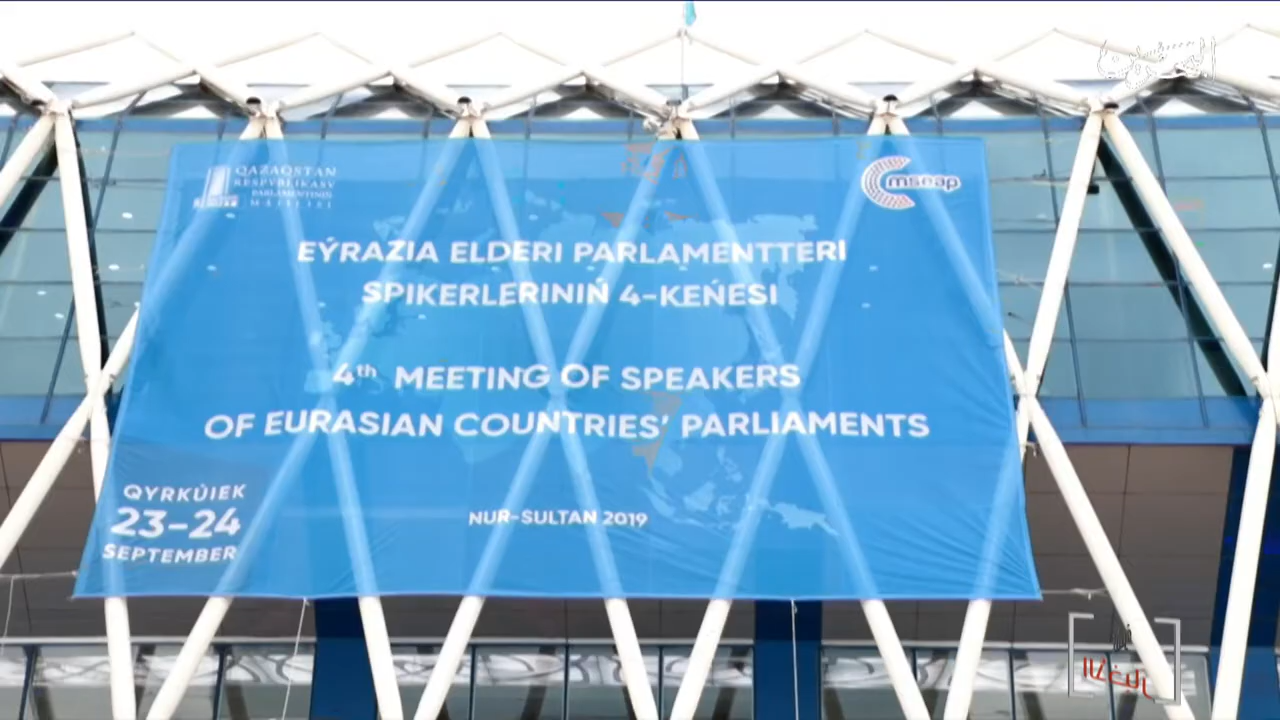 QAZAQSTAN
RESPÝBLIKASY
PARLAMENTINIŃ
MÁJILISI
mseap
EÝRAZIA ELDERI PARLAMENTTERI
SPIKERLERINIŃ 4-KEŃESI
4th MEETING OF SPEAKERS
OF EURASIAN COUNTRIES' PARLIAMENTS
QYRKÚIEK
23-24
SEPTEMBER
NUR-SULTAN 2019